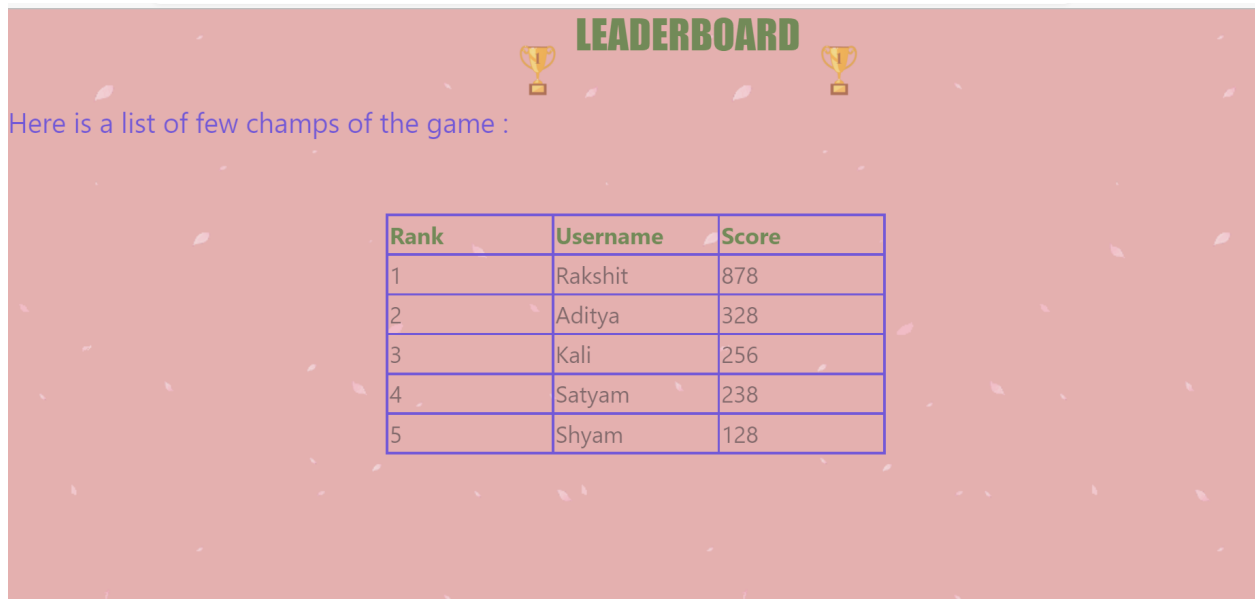 LEADERBOARD
Here is a list of few champs of the game :
Rank Username Score
1 Rakshit 878
2 Aditya 328
3 Kali 256
4 Satyam 238
5 Shyam 128